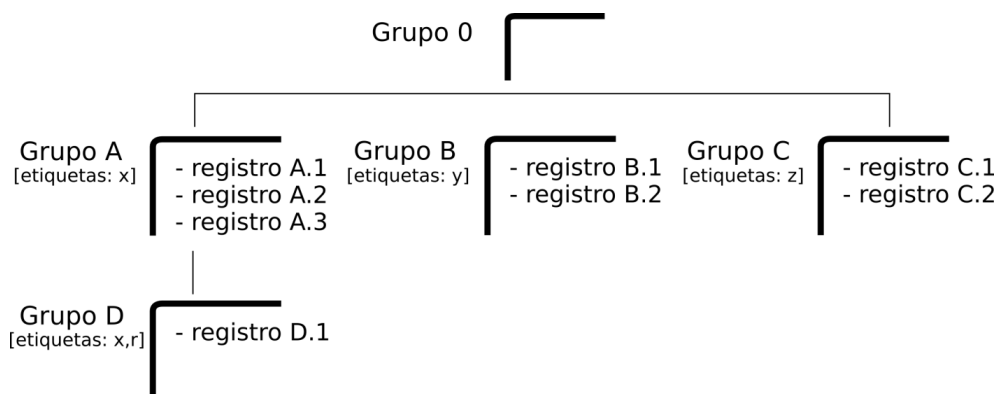 Grupo 0
Grupo A
[etiquetas: x]
- registro A.1
- registro A.2
- registro A.3
Grupo B
[etiquetas: y]
- registro B.1
- registro B.2
Grupo C
[etiquetas: z]
- registro C.1
- registro C.2
Grupo D
[etiquetas: x,r]
- registro D.1